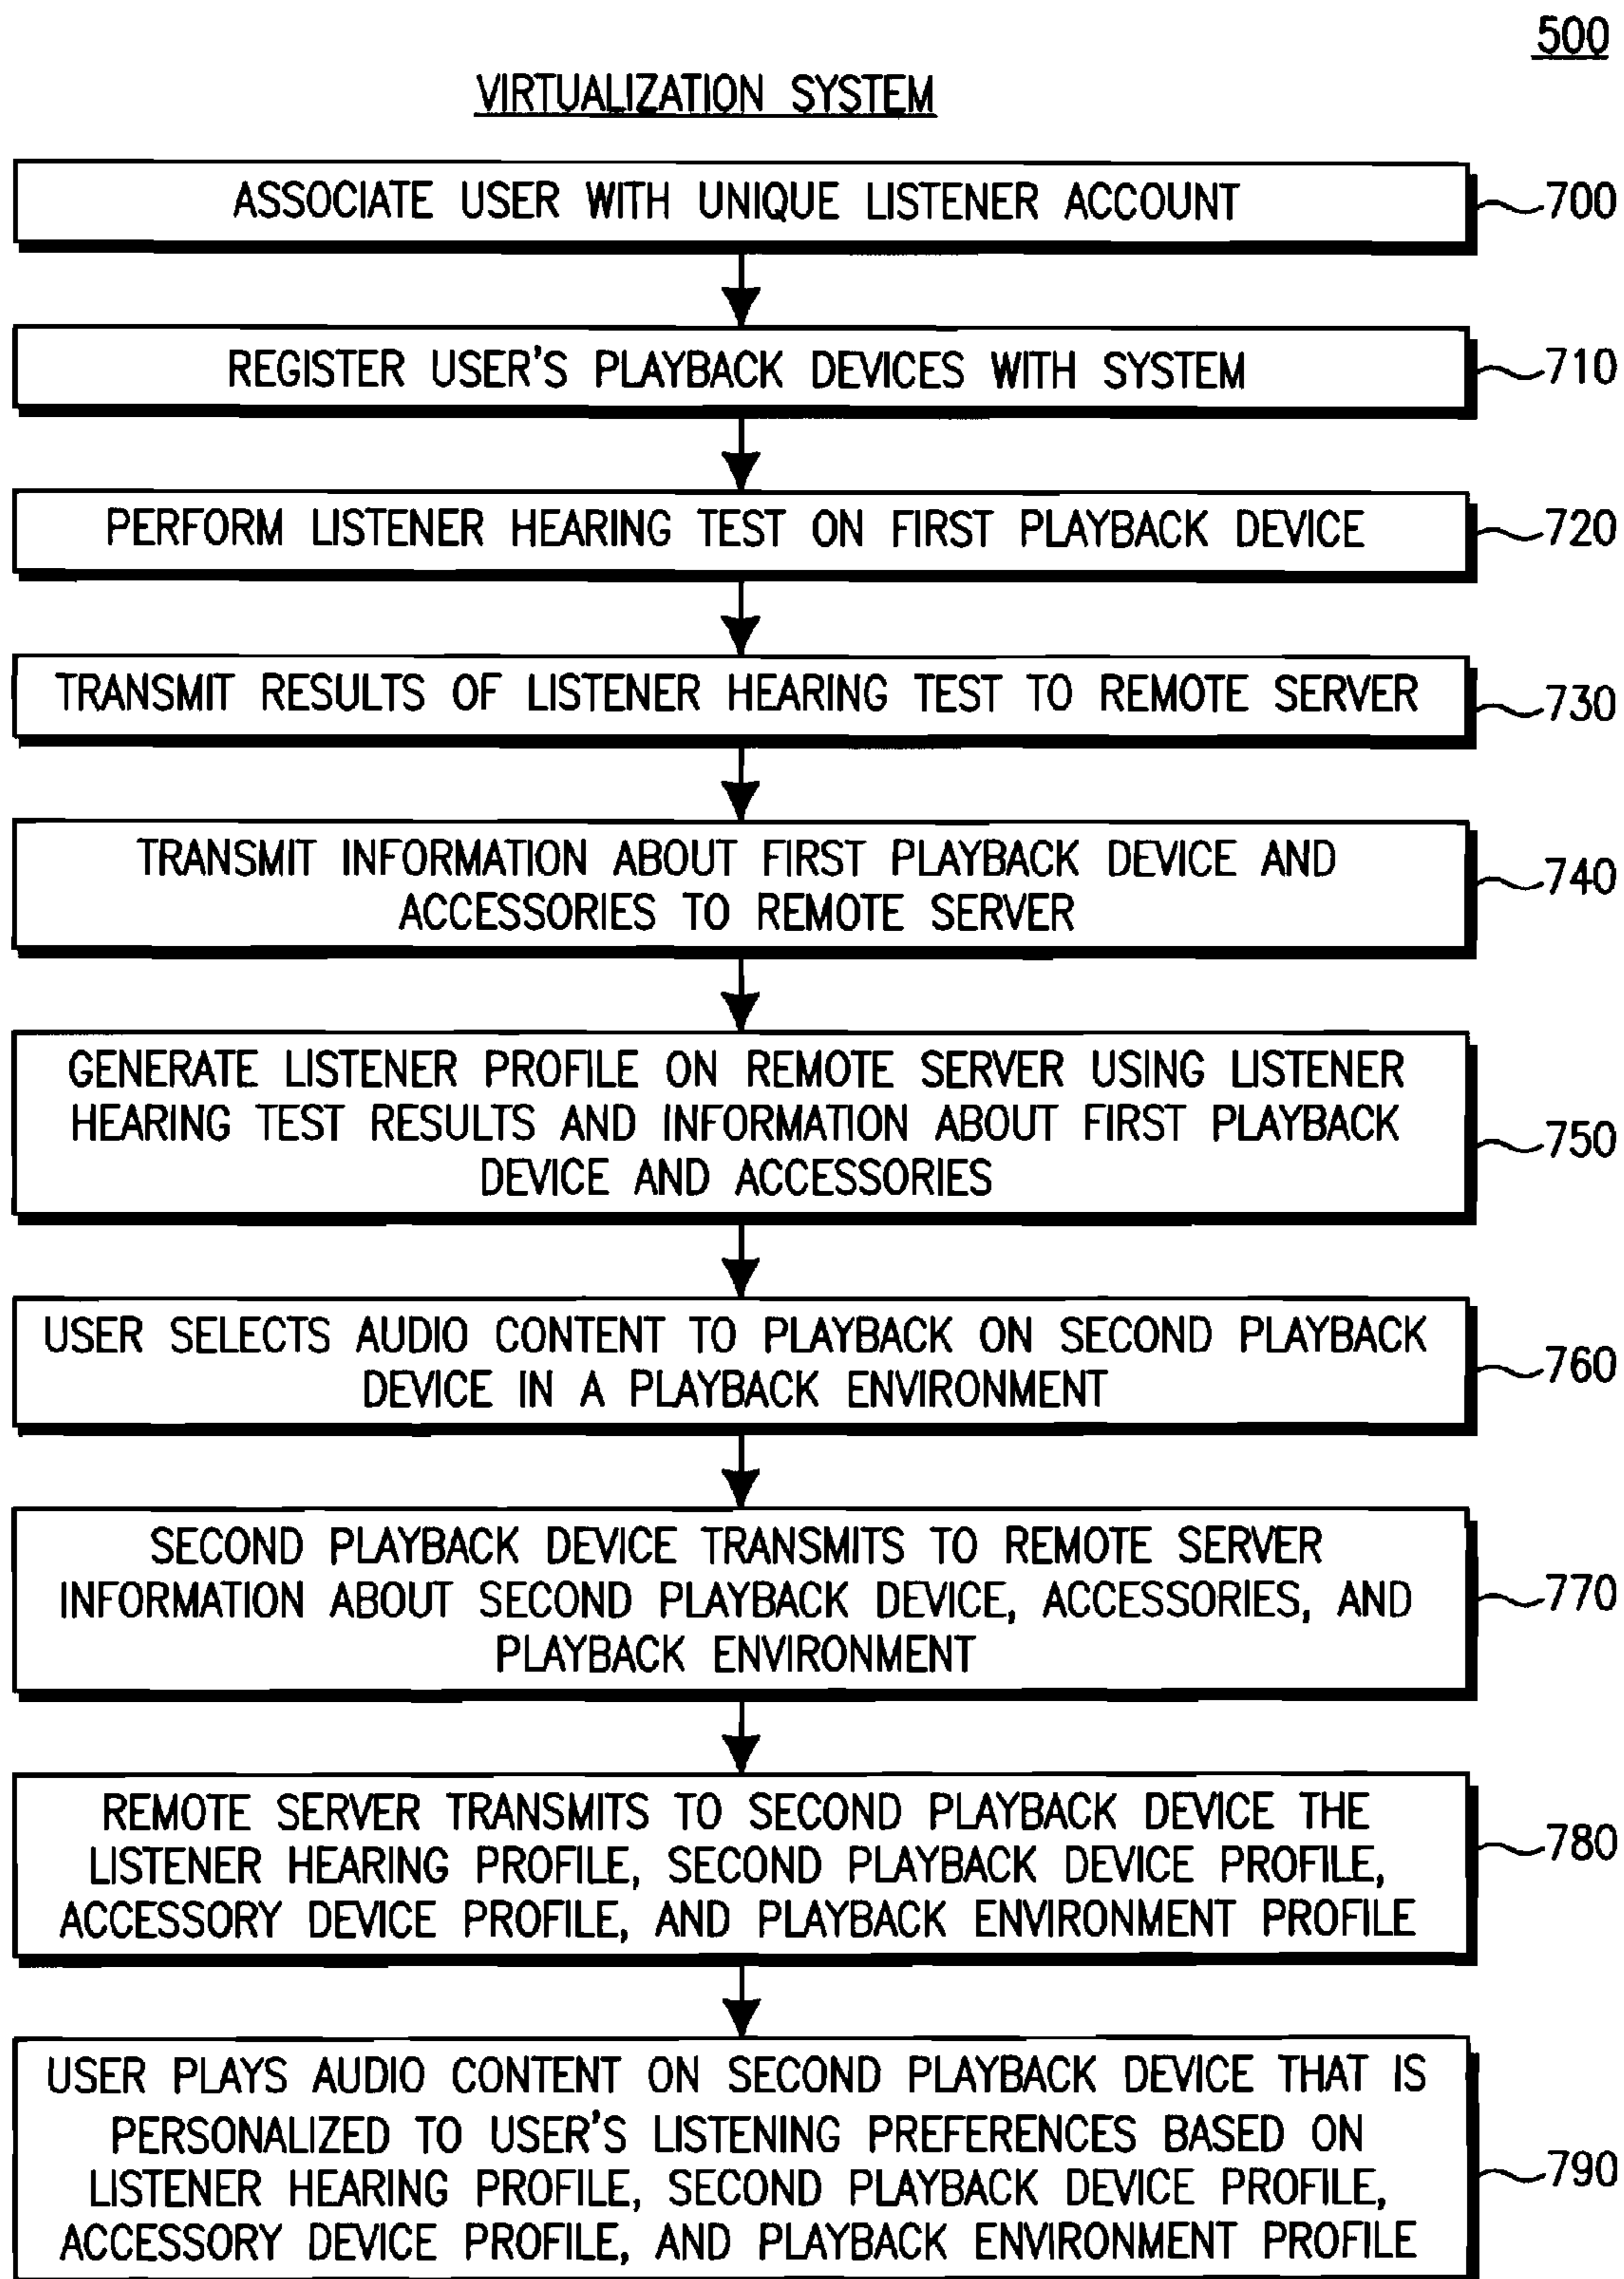 500
VIRTUALIZATION SYSTEM
ASSOCIATE USER WITH UNIQUE LISTENER ACCOUNT
700
REGISTER USER'S PLAYBACK DEVICES WITH SYSTEM
710
PERFORM LISTENER HEARING TEST ON FIRST PLAYBACK DEVICE
720
TRANSMIT RESULTS OF LISTENER HEARING TEST TO REMOTE SERVER
730
TRANSMIT INFORMATION ABOUT FIRST PLAYBACK DEVICE AND
ACCESSORIES TO REMOTE SERVER
740
GENERATE LISTENER PROFILE ON REMOTE SERVER USING LISTENER
HEARING TEST RESULTS AND INFORMATION ABOUT FIRST PLAYBACK
DEVICE AND ACCESSORIES
750
USER SELECTS AUDIO CONTENT TO PLAYBACK ON SECOND PLAYBACK
DEVICE IN A PLAYBACK ENVIRONMENT
760
SECOND PLAYBACK DEVICE TRANSMITS TO REMOTE SERVER
INFORMATION ABOUT SECOND PLAYBACK DEVICE, ACCESSORIES, AND
PLAYBACK ENVIRONMENT
770
REMOTE SERVER TRANSMITS TO SECOND PLAYBACK DEVICE THE
LISTENER HEARING PROFILE, SECOND PLAYBACK DEVICE PROFILE,
ACCESSORY DEVICE PROFILE, AND PLAYBACK ENVIRONMENT PROFILE
780
USER PLAYS AUDIO CONTENT ON SECOND PLAYBACK DEVICE THAT IS
PERSONALIZED TO USER'S LISTENING PREFERENCES BASED ON
LISTENER HEARING PROFILE, SECOND PLAYBACK DEVICE PROFILE,
ACCESSORY DEVICE PROFILE, AND PLAYBACK ENVIRONMENT PROFILE
790